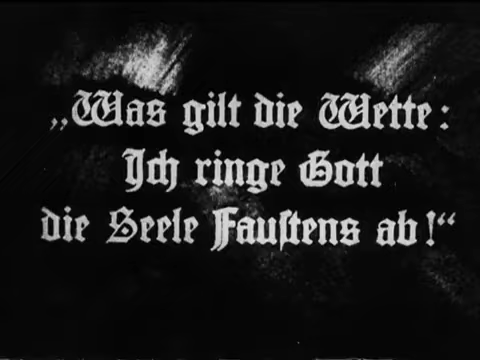 „Was gilt die Wette:
Ich ringe Gott
die Seele Fauſtens ab!“